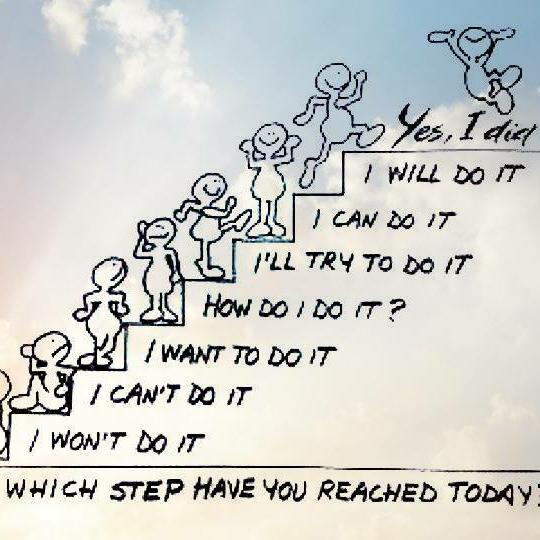 Yes, I did
I WILL DO IT
I CAN DO IT
I'LL TRY TO DO IT
HOW DO I DO IT?
I WANT TO DO IT
I CAN'T DO IT
I WON'T DO IT
WHICH STEP HAVE YOU REACHED TODAY?